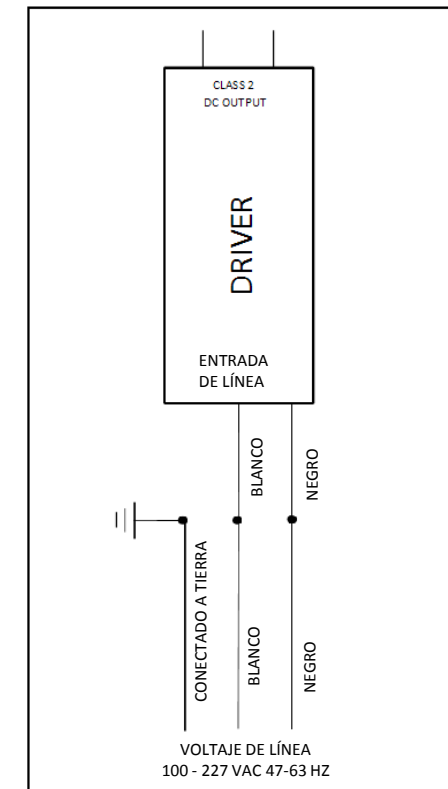 CLASS 2
DC OUTPUT
DRIVER
ENTRADA
DE LÍNEA
BLANCO
NEGRO
CONECTADO A TIERRA
BLANCO
NEGRO
VOLTAJE DE LÍNEA
100 - 227 VAC 47-63 HZ